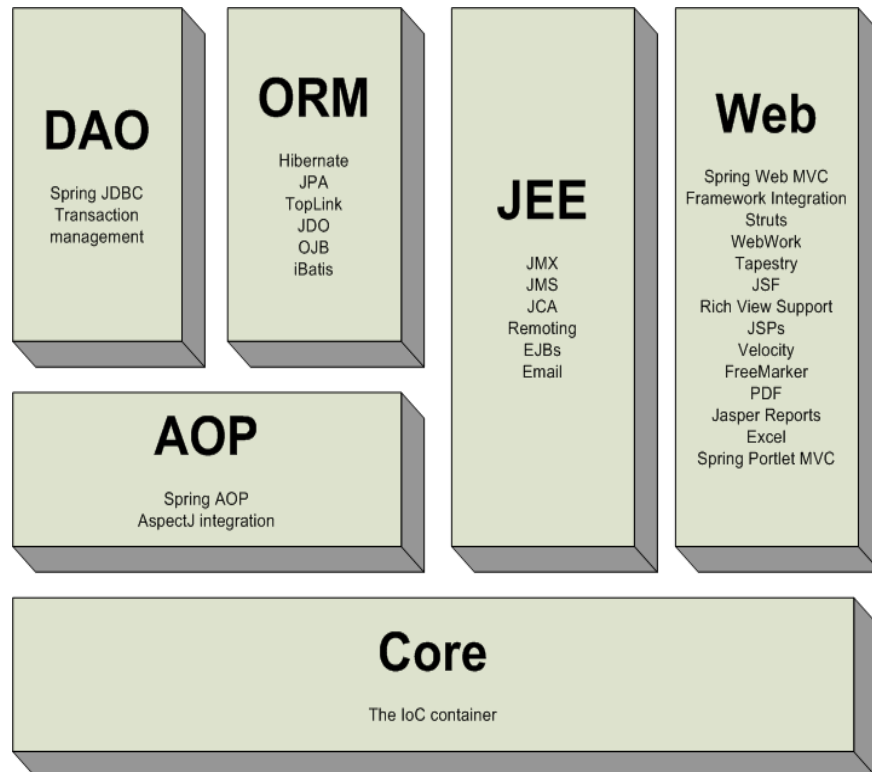 DAO
Spring JDBC
Transaction
management
ORM
Hibernate
JPA
TopLink
JDO
OJB
iBatis
JEE
JMX
JMS
JCA
Remoting
EJBs
Email
Web
Spring Web MVC
Framework Integration
Struts
WebWork
Tapestry
JSF
Rich View Support
JSPs
Velocity
FreeMarker
PDF
Jasper Reports
Excel
Spring Portlet MVC
AOP
Spring AOP
AspectJ integration
Core
The IoC container